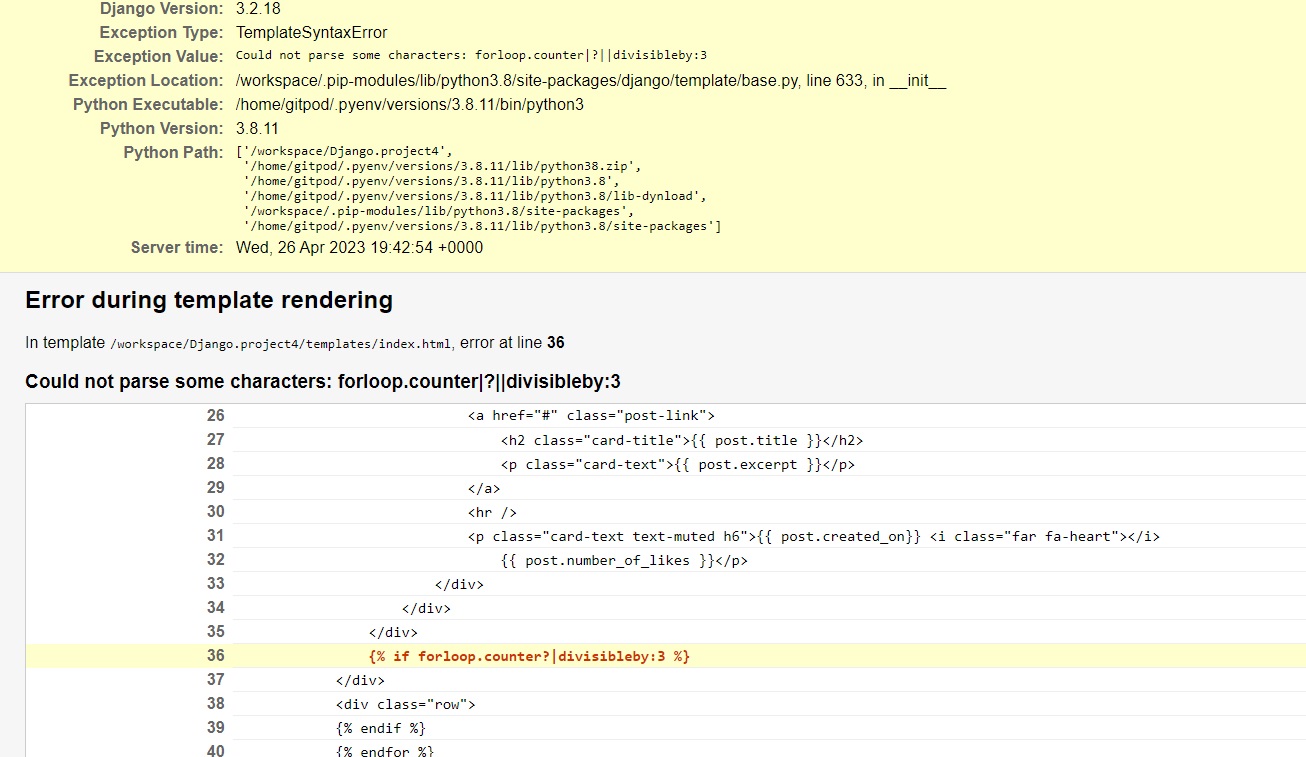 Django Version: 3.2.18
Exception Type: TemplateSyntaxError
Exception Value: Could not parse some characters: forloop.counter|?||divisibleby:3
Exception Location: /workspace/.pip-modules/lib/python3.8/site-packages/django/template/base.py, line 633, in __init__
Python Executable: /home/gitpod/.pyenv/versions/3.8.11/bin/python3
Python Version: 3.8.11
Python Path: ['/workspace/Django.project4',
'/home/gitpod/.pyenv/versions/3.8.11/lib/python38.zip',
'/home/gitpod/.pyenv/versions/3.8.11/lib/python3.8',
'/home/gitpod/.pyenv/versions/3.8.11/lib/python3.8/lib-dynload',
'/workspace/.pip-modules/lib/python3.8/site-packages',
'/home/gitpod/.pyenv/versions/3.8.11/lib/python3.8/site-packages']
Server time: Wed, 26 Apr 2023 19:42:54 +0000
Error during template rendering
In template /workspace/Django.project4/templates/index.html, error at line 36
Could not parse some characters: forloop.counter|?||divisibleby:3
26 <a href="#" class="post-link">
27 <h2 class="card-title">{{ post.title }}</h2>
28 <p class="card-text">{{ post.excerpt }}</p>
29 </a>
30 <hr />
31 <p class="card-text text-muted h6">{{ post.created_on}} <i class="far fa-heart"></i>
32 {{ post.number_of_likes }}</p>
33 </div>
34 </div>
35 </div>
36 {% if forloop.counter?|divisibleby:3 %}
37 </div>
38 <div class="row">
39 {% endif %}
40 {% endfor %}